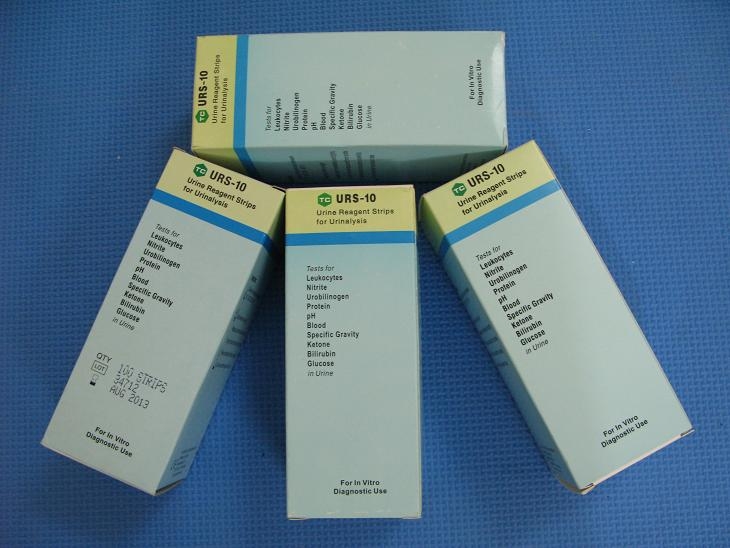 TC URS-10
Urine Reagent Strips
for Urinalysis
Tests for
Leukocytes
Nitrite
Urobilinogen
Protein
pH
Blood
Specific Gravity
Ketone
Bilirubin
Glucose
in Urine
For In Vitro
Diagnostic Use
TC URS-10
Urine Reagent Strips
for Urinalysis
Tests for
Leukocytes
Nitrite
Urobilinogen
Protein
pH
Blood
Specific Gravity
Ketone
Bilirubin
Glucose
in Urine
QTY 100 STRIPS
LOT 34712
AUG 2013
For In Vitro
Diagnostic Use
TC URS-10
Urine Reagent Strips
for Urinalysis
Tests for
Leukocytes
Nitrite
Urobilinogen
Protein
pH
Blood
Specific Gravity
Ketone
Bilirubin
Glucose
in Urine
For In Vitro
Diagnostic Use
TC URS-10
Urine Reagent Strips
for Urinalysis
Tests for
Leukocytes
Nitrite
Urobilinogen
Protein
pH
Blood
Specific Gravity
Ketone
Bilirubin
Glucose
in Urine
For In Vitro
Diagnostic Use